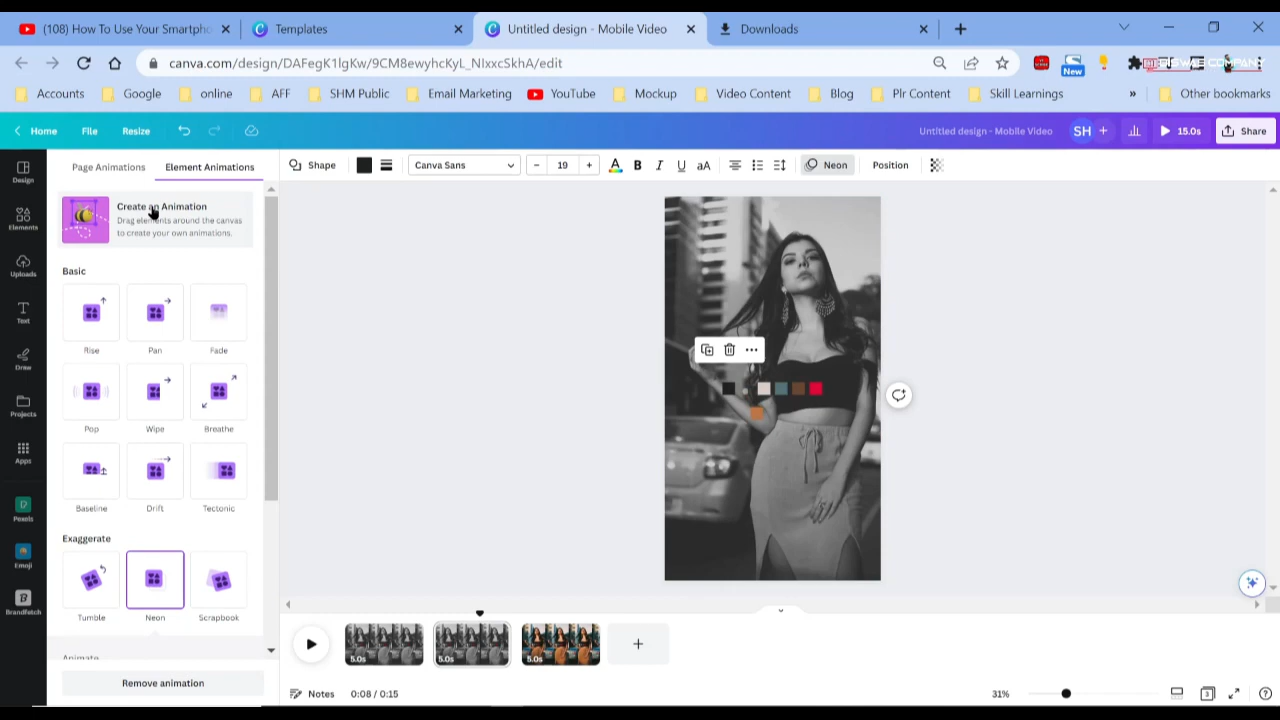 (108) How To Use Your Smartpho
Templates
Untitled design - Mobile Video
Downloads
canva.com/design/DAFegK1lgKw/9CM8ewyhcKyL_NIxxcSkhA/edit
New
Accounts
Google
online
AFF
SHM Public
Email Marketing
YouTube
Mockup
Video Content
Blog
Plr Content
Skill Learnings
»
Other bookmarks
Home
File
Resize
Untitled design - Mobile Video
SH
15.0s
Share
Design
Elements
Uploads
Text
Draw
Projects
Apps
Pexels
Emoji
Brandfetch
Page Animations
Element Animations
Create an Animation
Drag elements around the canvas
to create your own animations.
Basic
Rise
Pan
Fade
Pop
Wipe
Breathe
Baseline
Drift
Tectonic
Exaggerate
Tumble
Neon
Scrapbook
Animate
Remove animation
Shape
Canva Sans
19
A
B
I
U
aA
Neon
Position
5.0s
5.0s
5.0s
Notes
0:08 / 0:15
31%
3